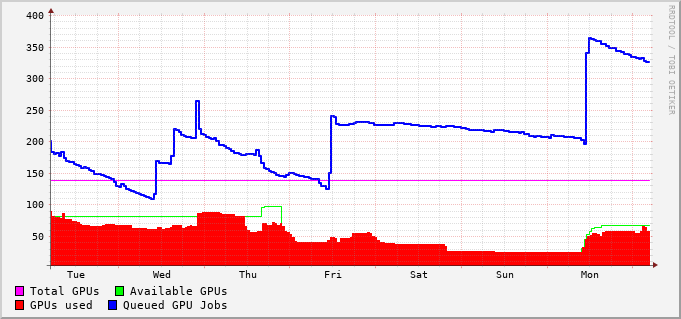 400
350
300
250
200
150
100
50
Tue Wed Thu Fri Sat Sun Mon
Total GPUs Available GPUs
GPUs used Queued GPU Jobs
RRDTOOL / TOBI OETIKER